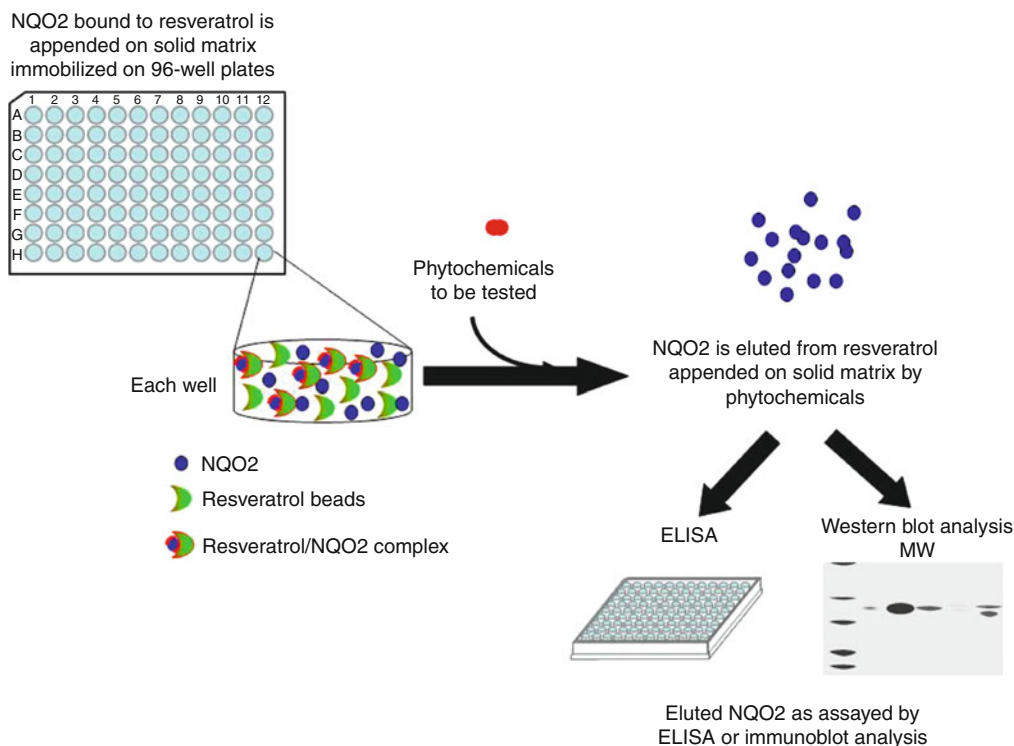 NQO2 bound to resveratrol is
appended on solid matrix
immobilized on 96-well plates
1 2 3 4 5 6 7 8 9 10 11 12
A
B
C
D
E
F
G
H
Phytochemicals
to be tested
Each well
NQO2 is eluted from resveratrol
appended on solid matrix by
phytochemicals
NQO2
Resveratrol beads
Resveratrol/NQO2 complex
ELISA
Western blot analysis
MW
Eluted NQO2 as assayed by
ELISA or immunoblot analysis